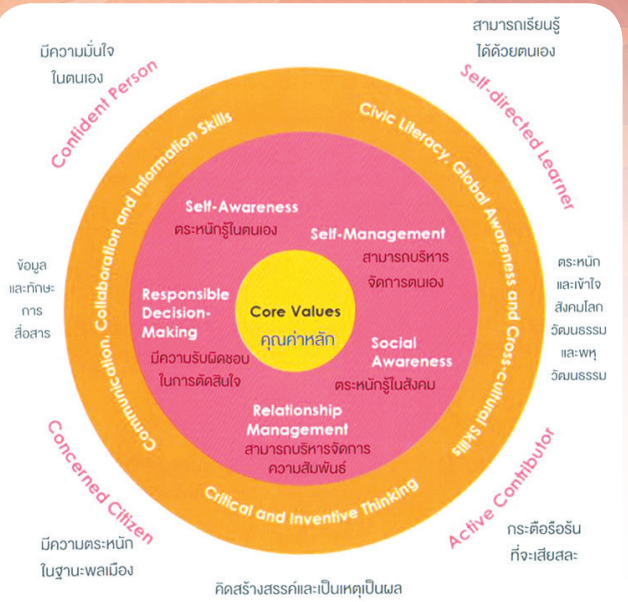 สามารถเรียนรู้
ได้ด้วยตนเอง
มีความมั่นใจ
ในตนเอง
Confident Person
Self-directed Learner
Communication, Collaboration and Information Skills
Civic Literacy, Global Awareness and Cross-cultural Skills
Self-Awareness
ตระหนักรู้ในตนเอง
Self-Management
สามารถบริหาร
จัดการตนเอง
ข้อมูล
และทักษะ
การ
สื่อสาร
ตระหนัก
และเข้าใจ
สังคมโลก
วัฒนธรรม
และพหุ
วัฒนธรรม
Responsible
Decision-
Making
มีความรับผิดชอบ
ในการตัดสินใจ
Core Values
คุณค่าหลัก
Social
Awareness
ตระหนักรู้ในสังคม
Relationship
Management
สามารถบริหารจัดการ
ความสัมพันธ์
Critical and Inventive Thinking
Concerned Citizen
Active Contributor
มีความตระหนัก
ในฐานะพลเมือง
กระตือรือร้น
ที่จะเสียสละ
คิดสร้างสรรค์และเป็นเหตุเป็นผล